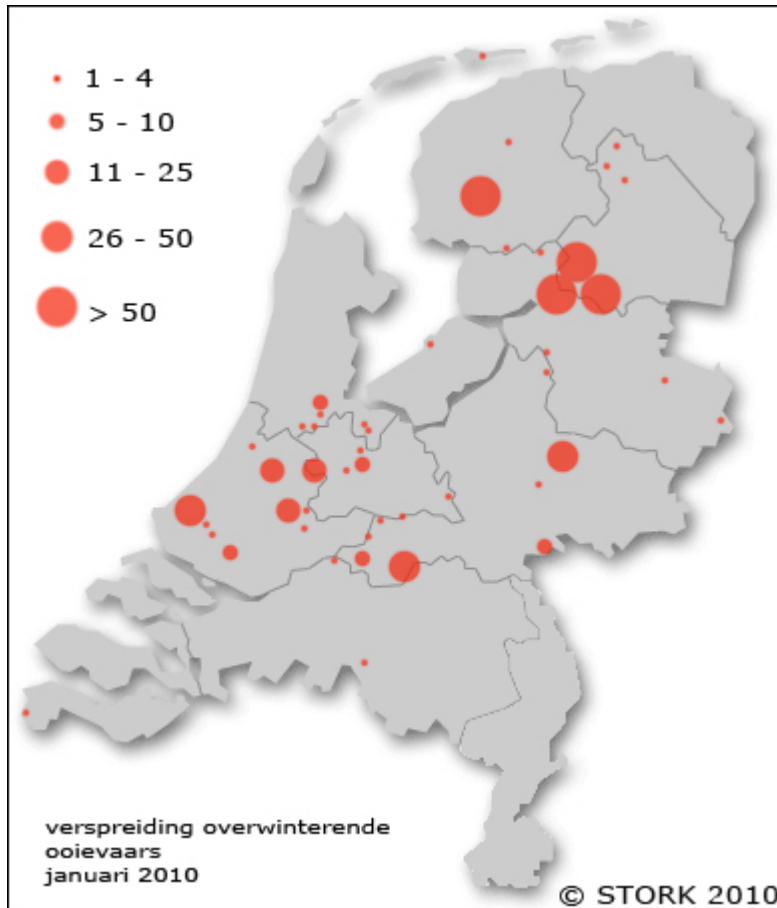 1 - 4
5 - 10
11 - 25
26 - 50
> 50
verspreiding overwinterende
ooievaars
januari 2010
© STORK 2010